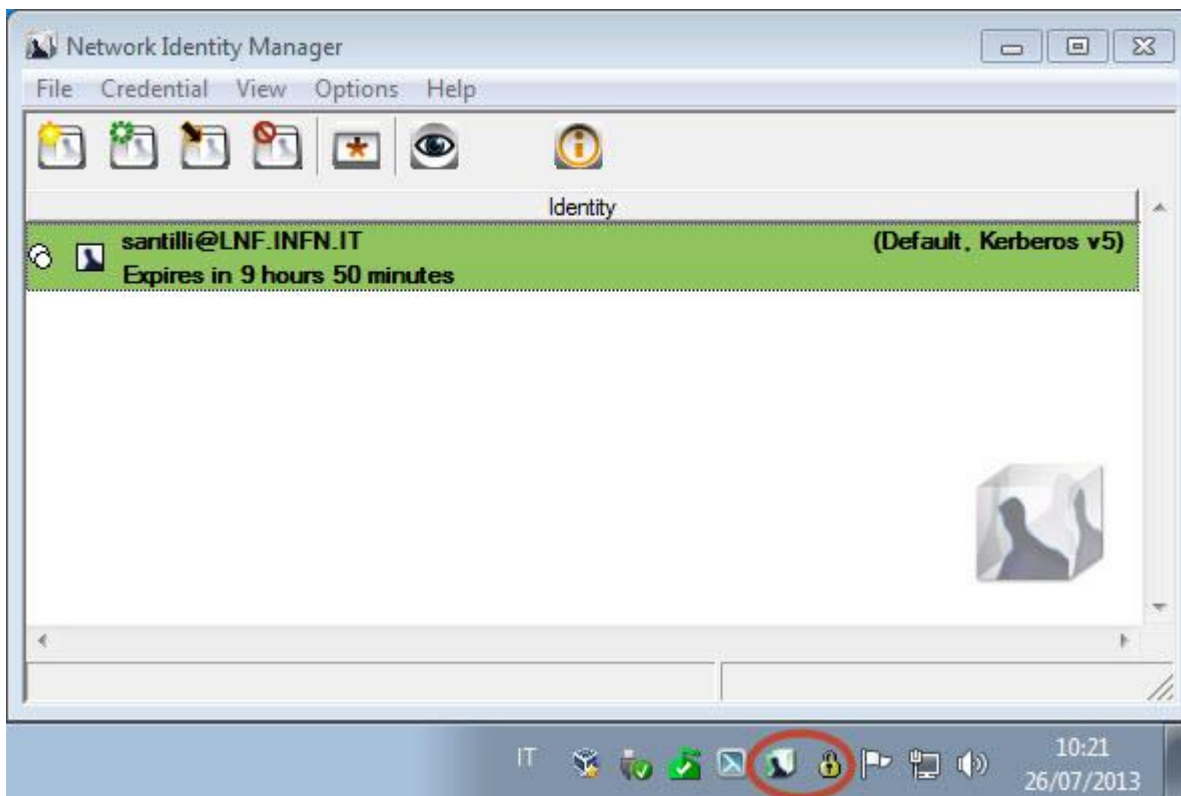 Network Identity Manager
File Credential View Options Help
Identity
santilli@LNF.INFN.IT (Default, Kerberos v5)
Expires in 9 hours 50 minutes
IT 10:21
26/07/2013